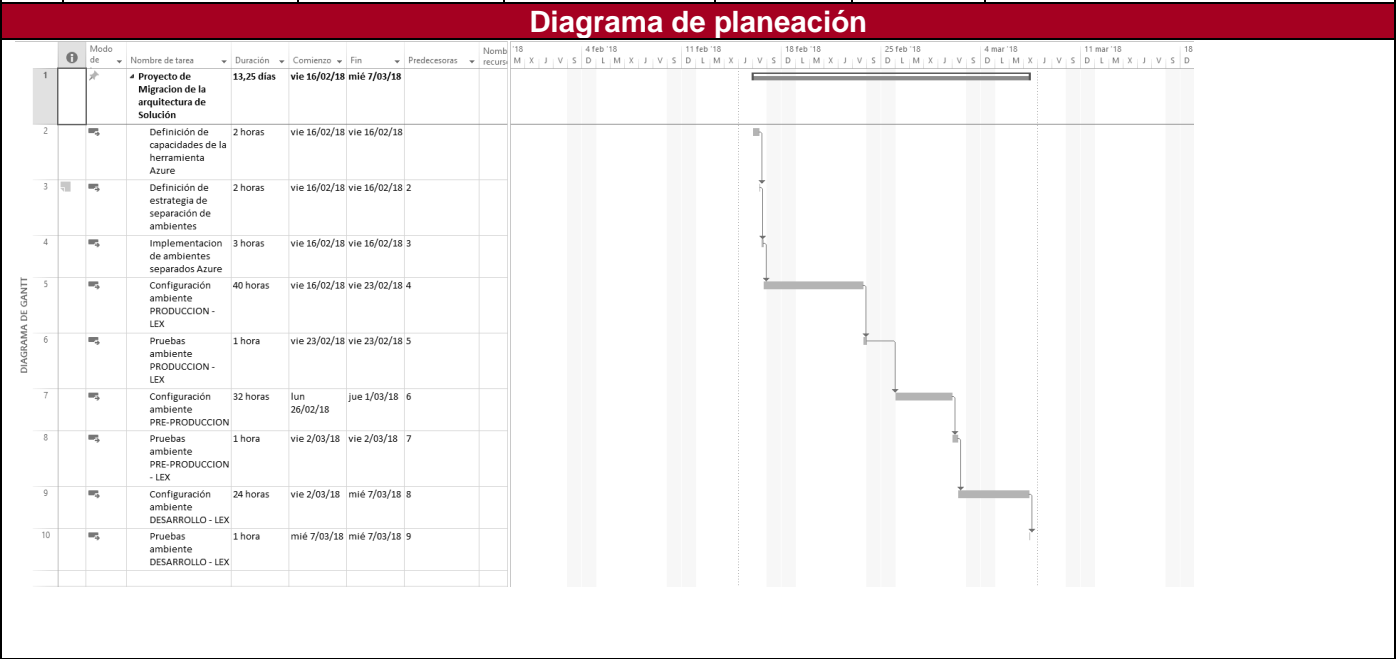 Diagrama de planeación
Modo de Nombre de tarea Duración Comienzo Fin Predecesoras Nomb recurs
'18 4 feb '18 11 feb '18 18 feb '18 25 feb '18 4 mar '18 11 mar '18 18
M X J V S D L M X J V S D L M X J V S D L M X J V S D L M X J V S D L M X J V S D L M X J V S D
DIAGRAMA DE GANTT
1 Proyecto de 13,25 días vie 16/02/18 mié 7/03/18
Migracion de la
arquitectura de
Solución
2 Definición de 2 horas vie 16/02/18 vie 16/02/18
capacidades de la
herramienta
Azure
3 Definición de 2 horas vie 16/02/18 vie 16/02/18 2
estrategia de
separación de
ambientes
4 Implementacion 3 horas vie 16/02/18 vie 16/02/18 3
de ambientes
separados Azure
5 Configuración 40 horas vie 16/02/18 vie 23/02/18 4
ambiente
PRODUCCION -
LEX
6 Pruebas 1 hora vie 23/02/18 vie 23/02/18 5
ambiente
PRODUCCION -
LEX
7 Configuración 32 horas lun jue 1/03/18 6
ambiente 26/02/18
PRE-PRODUCCION
8 Pruebas 1 hora vie 2/03/18 vie 2/03/18 7
ambiente
PRE-PRODUCCION
- LEX
9 Configuración 24 horas vie 2/03/18 mié 7/03/18 8
ambiente
DESARROLLO - LEX
10 Pruebas 1 hora mié 7/03/18 mié 7/03/18 9
ambiente
DESARROLLO - LEX